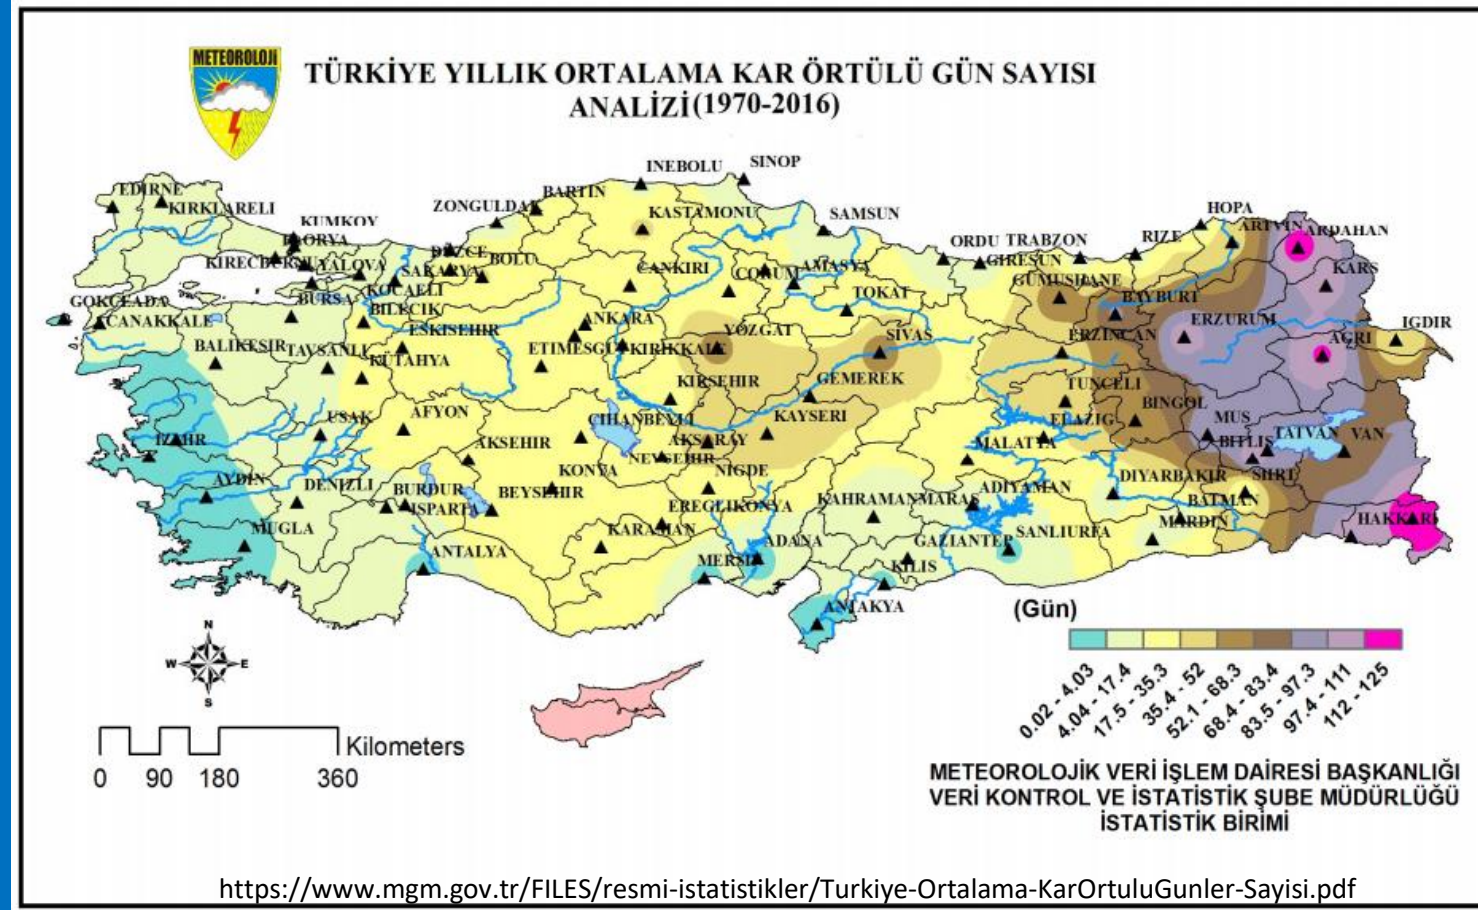 METEOROLOJİ
TÜRKİYE YILLIK ORTALAMA KAR ÖRTÜLÜ GÜN SAYISI
ANALİZİ(1970-2016)
INEBOLU
SINOP
EDIRNE
KIRKLARELI
KUMKOY
ZONGULDAK
BARTIN
KASTAMONU
SAMSUN
HOPA
ARTVIN
ARDAHAN
RIZE
ORDU
TRABZON
GIRESUN
DUZCE
BOLU
YALOVA
SAKARYA
CANKIRI
CORUM
AMASYA
GUMUSHANE
KARS
KOCAELI
BURSA
TOKAT
BAYBURT
GOKCEADA
CANAKKALE
BILECIK
ESKISEHIR
ANKARA
YOZGAT
SIVAS
ERZINCAN
ERZURUM
IGDIR
AGRI
BALIKESIR
TAVSANLI
KÜTAHYA
KIRIKKALE
KIRSEHIR
GEMEREK
TUNCELI
USAK
AFYON
CIHANBEYLI
KAYSERI
ELAZIG
BINGOL
MUS
IZMIR
AKSEHIR
AKSARAY
MALATYA
BITLIS
TATVAN
VAN
NEVSEHIR
KONYA
NIGDE
SIIRT
AYDIN
DENIZLI
BURDUR
ISPARTA
BEYSEHIR
EREGLIKONYA
KAHRAMANMARAS
ADIYAMAN
DIYARBAKIR
BATMAN
MARDIN
HAKKARI
MUGLA
ANTALYA
KARAMAN
MERSIN
ADANA
GAZIANTEP
SANLIURFA
KILIS
ANTAKYA
(Gün)
0.02 - 4.03
4.04 - 17.4
17.5 - 35.3
35.4 - 52
52.1 - 68.3
68.4 - 83.4
83.5 - 97.3
97.4 - 111
112 - 125
N
W
E
S
Kilometers
0 90 180 360
METEOROLOJİK VERİ İŞLEM DAİRESİ BAŞKANLIĞI
VERİ KONTROL VE İSTATİSTİK ŞUBE MÜDÜRLÜĞÜ
İSTATİSTİK BİRİMİ
https://www.mgm.gov.tr/FILES/resmi-istatistikler/Turkiye-Ortalama-KarOrtuluGunler-Sayisi.pdf